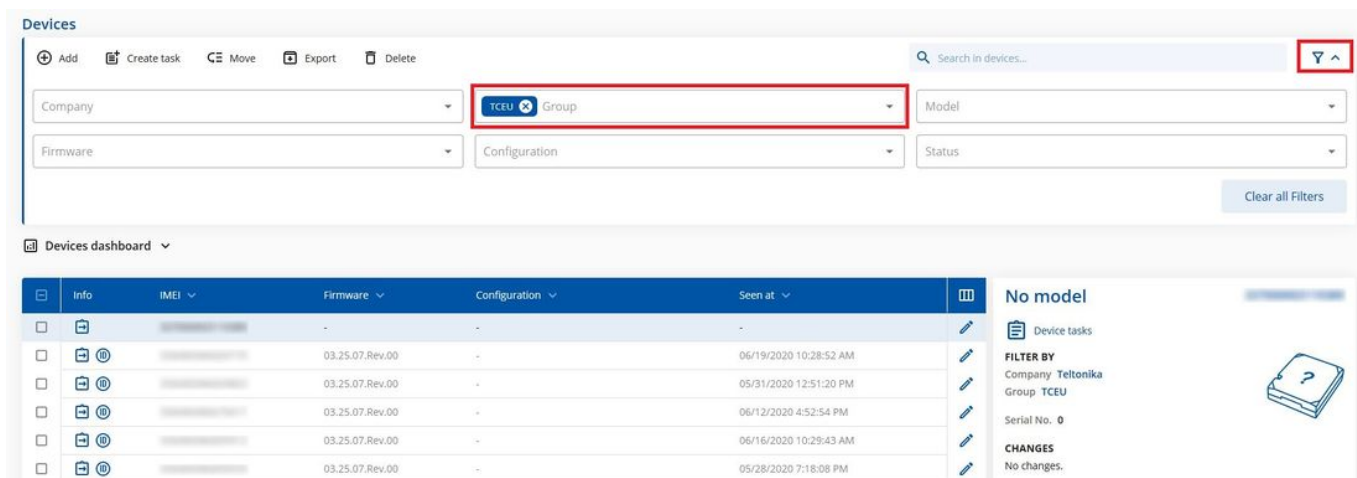 Devices
Add Create task Move Export Delete Search in devices...
Company TCEU Group Model
Firmware Configuration Status
Clear all Filters
Devices dashboard
Info IMEI Firmware Configuration Seen at
- - -
03.25.07.Rev.00 - 06/19/2020 10:28:52 AM
03.25.07.Rev.00 - 05/31/2020 12:51:20 PM
03.25.07.Rev.00 - 06/12/2020 4:52:54 PM
03.25.07.Rev.00 - 06/16/2020 10:29:43 AM
03.25.07.Rev.00 - 05/28/2020 7:18:08 PM
No model
Device tasks
FILTER BY
Company Teltonika
Group TCEU
Serial No. 0
CHANGES
No changes.
?